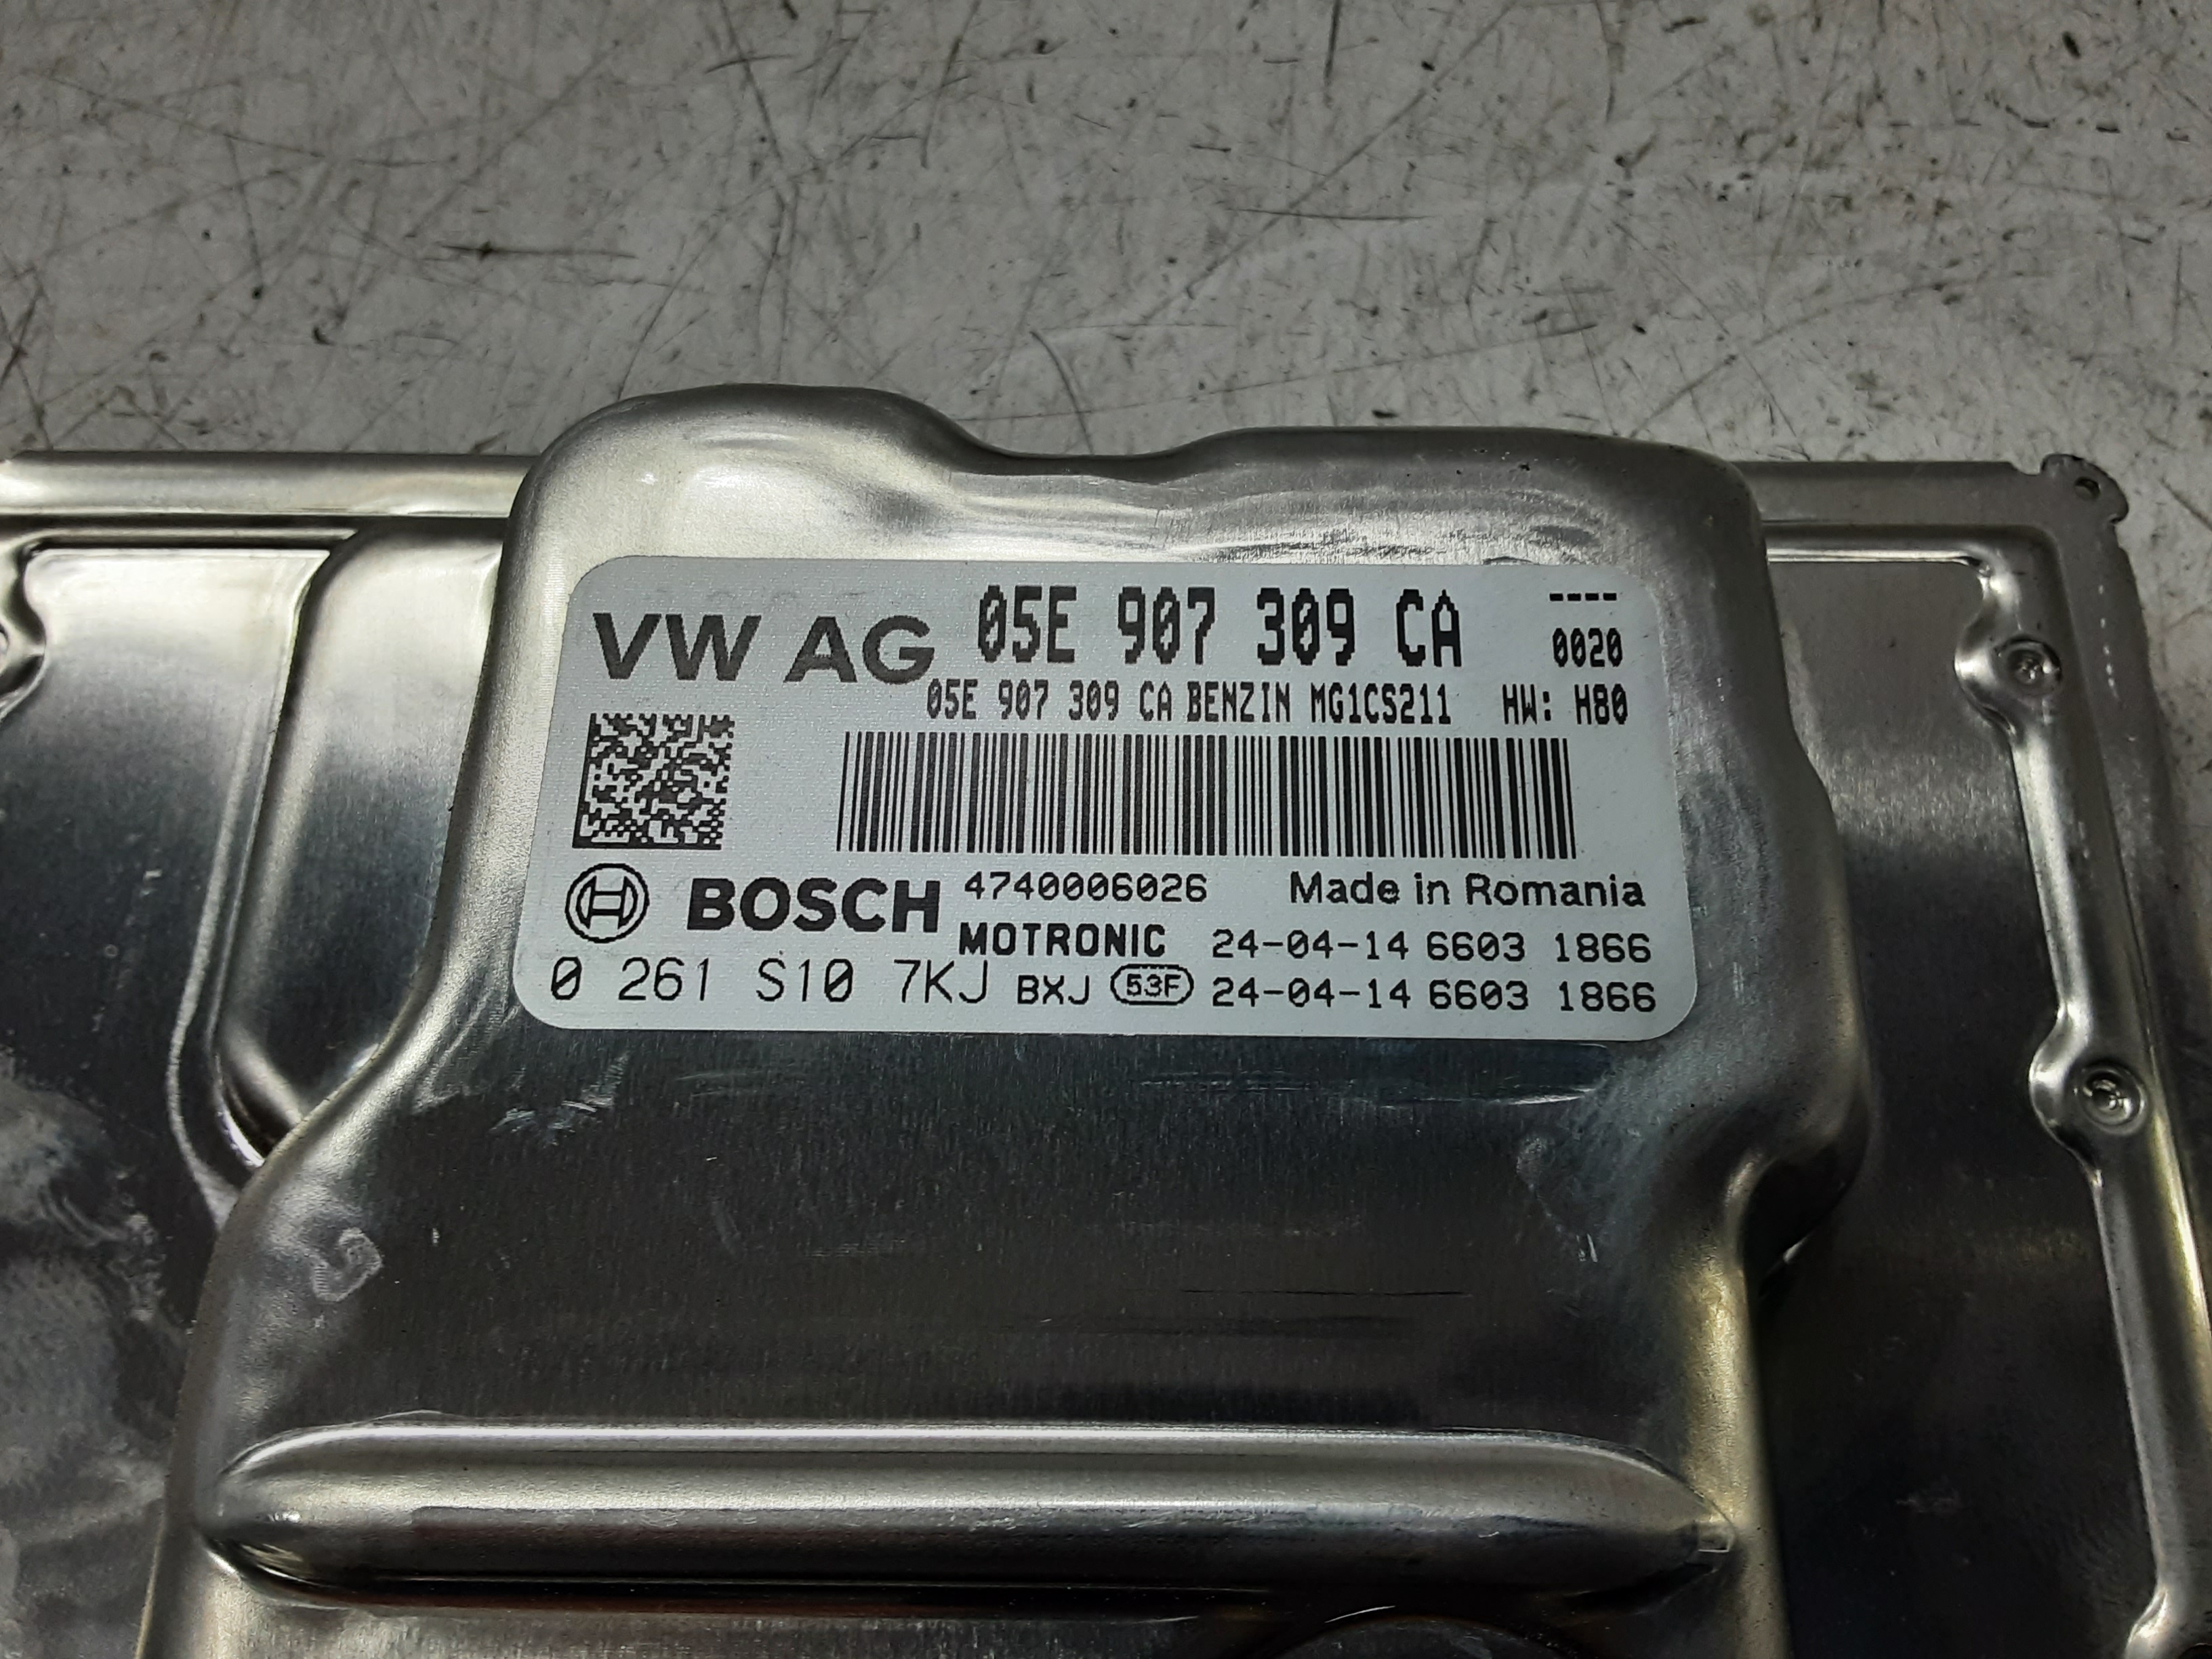 VW AG 05E 907 309 CA ----
0020
05E 907 309 CA BENZIN MG1CS211 HW: H80
BOSCH 4740006026 Made in Romania
MOTRONIC 24-04-14 6603 1866
0 261 S10 7KJ BXJ 53F 24-04-14 6603 1866